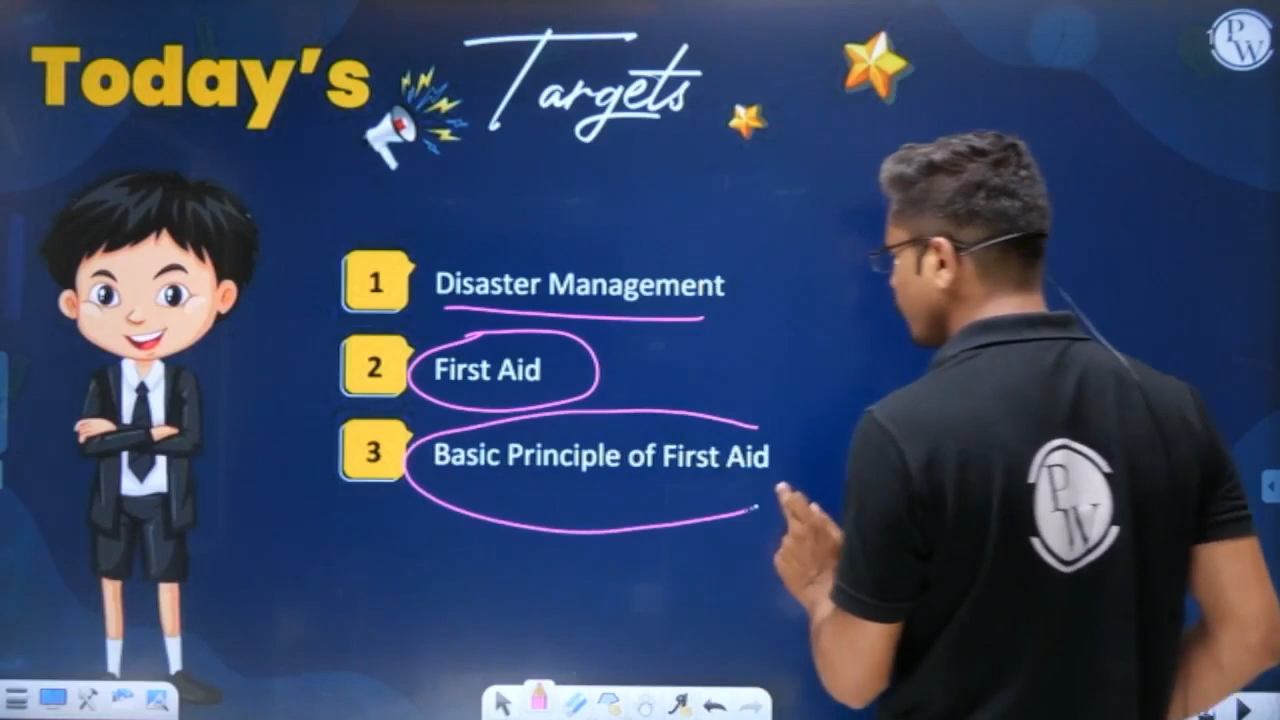 Today's Targets
PW
1 Disaster Management
2 First Aid
3 Basic Principle of First Aid
PW